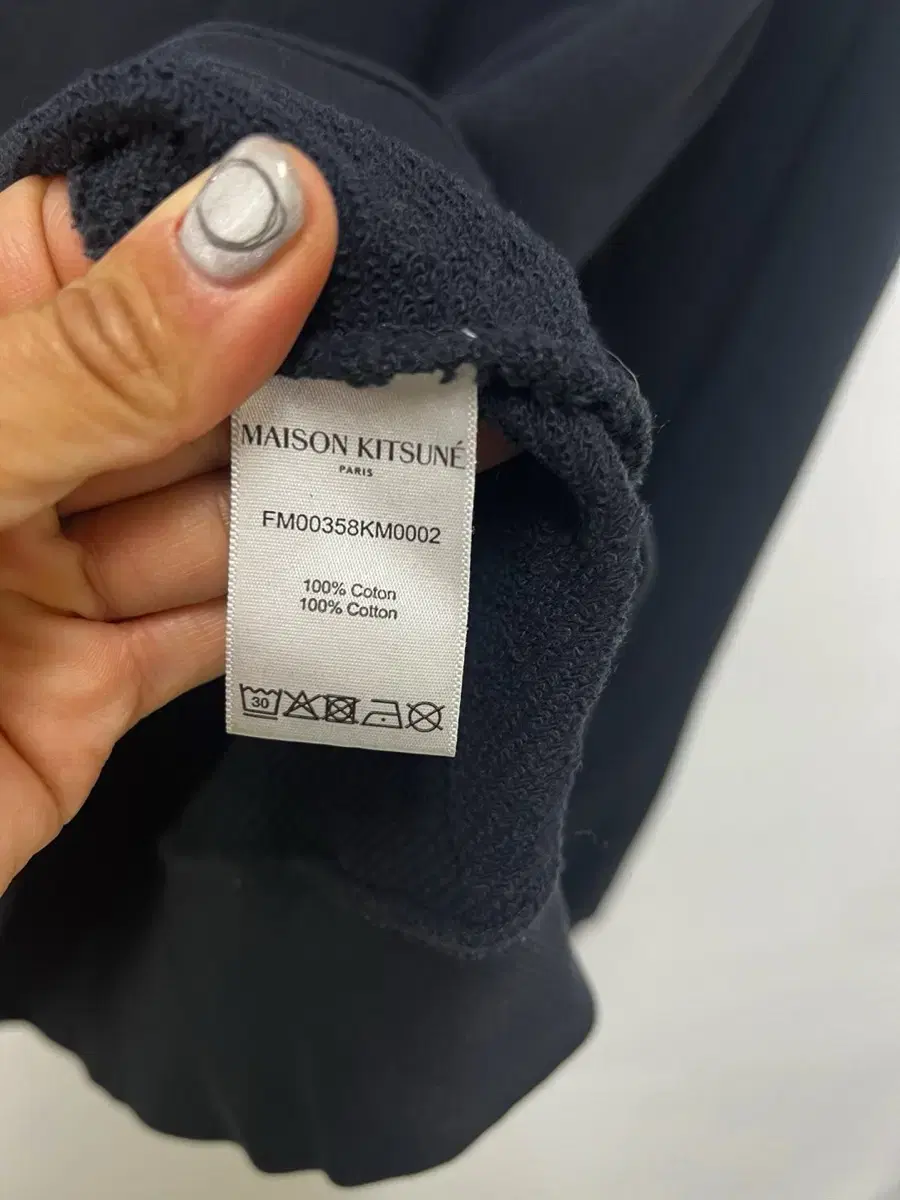 MAISON KITSUNÉ
PARIS
FM00358KM0002
100% Coton
100% Cotton
30